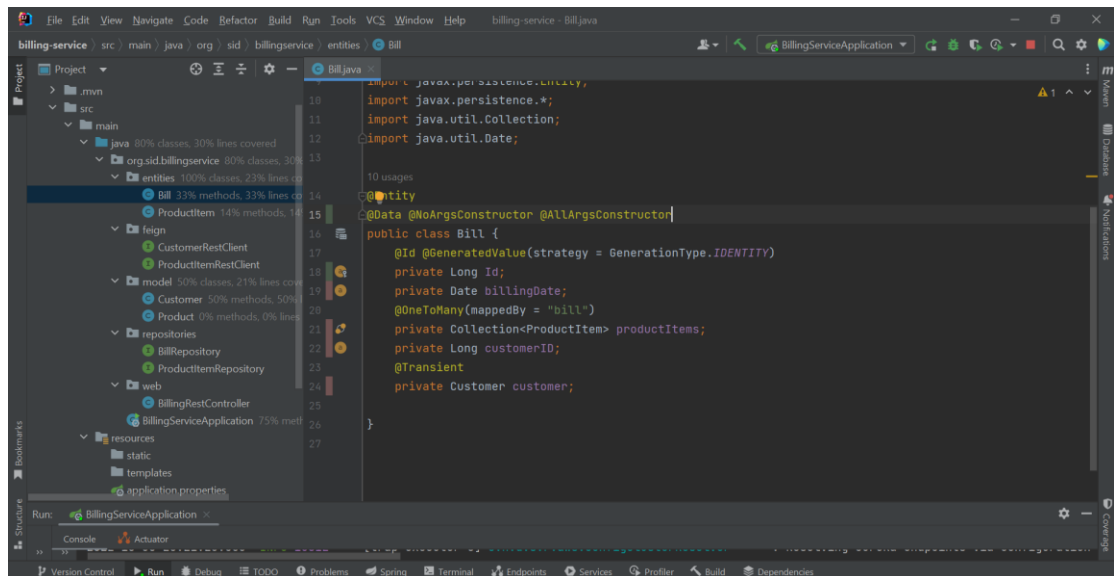 File Edit View Navigate Code Refactor Build Run Tools VCS Window Help billing-service - Bill.java
billing-service src main java org sid billingservice entities Bill BillingServiceApplication
Project
Bill.java
Project
.mvn
src
main
java 80% classes, 30% lines covered
org.sid.billingservice 80% classes, 30%
entities 100% classes, 23% lines co
Bill 33% methods, 33% lines co
ProductItem 14% methods, 14
feign
CustomerRestClient
ProductItemRestClient
model 50% classes, 21% lines cove
Customer 50% methods, 50%
Product 0% methods, 0% lines
repositories
BillRepository
ProductItemRepository
web
BillingRestController
BillingServiceApplication 75% meth
resources
static
templates
application.properties
Bookmarks
Structure
9 import javax.persistence.Entity;
10 import javax.persistence.*;
11 import java.util.Collection;
12 import java.util.Date;
13
10 usages
14 @Entity
15 @Data @NoArgsConstructor @AllArgsConstructor
16 public class Bill {
17 @Id @GeneratedValue(strategy = GenerationType.IDENTITY)
18 private Long Id;
19 private Date billingDate;
20 @OneToMany(mappedBy = "bill")
21 private Collection<ProductItem> productItems;
22 private Long customerID;
23 @Transient
24 private Customer customer;
25
26 }
27
1
m
Maven
Database
Notifications
Coverage
Run: BillingServiceApplication
Console Actuator
Version Control Run Debug TODO Problems Spring Terminal Endpoints Services Profiler Build Dependencies